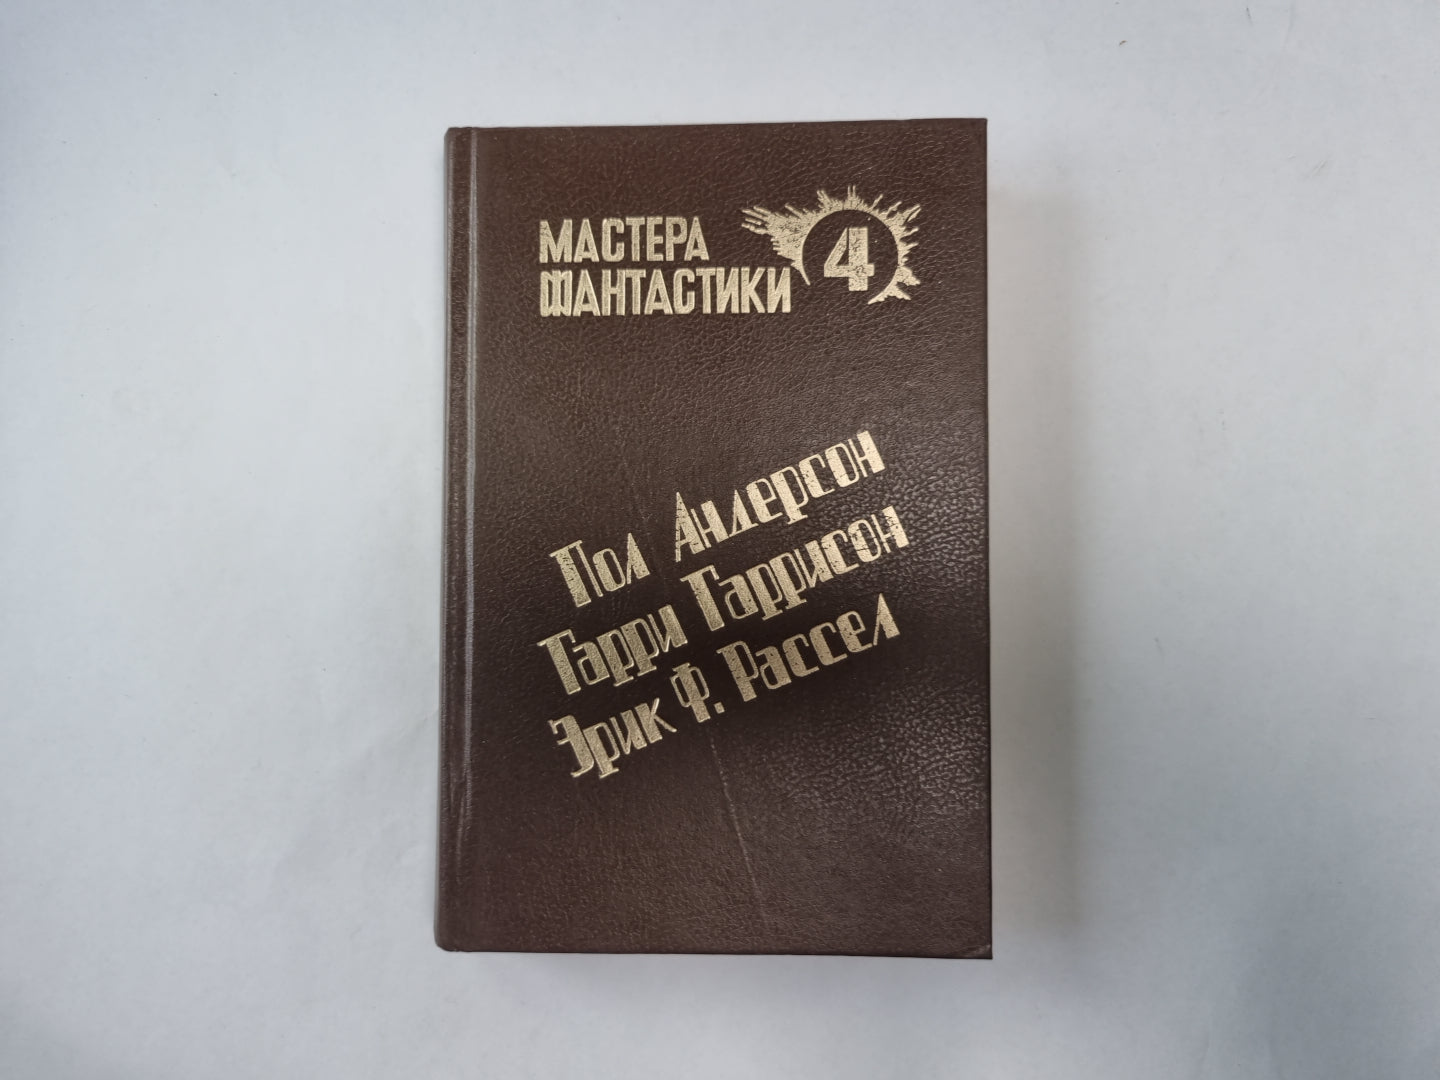 МАСТЕРА
ФАНТАСТИКИ
4
Пол Андерсон
Гарри Гаррисон
Эрик Ф. Рассел